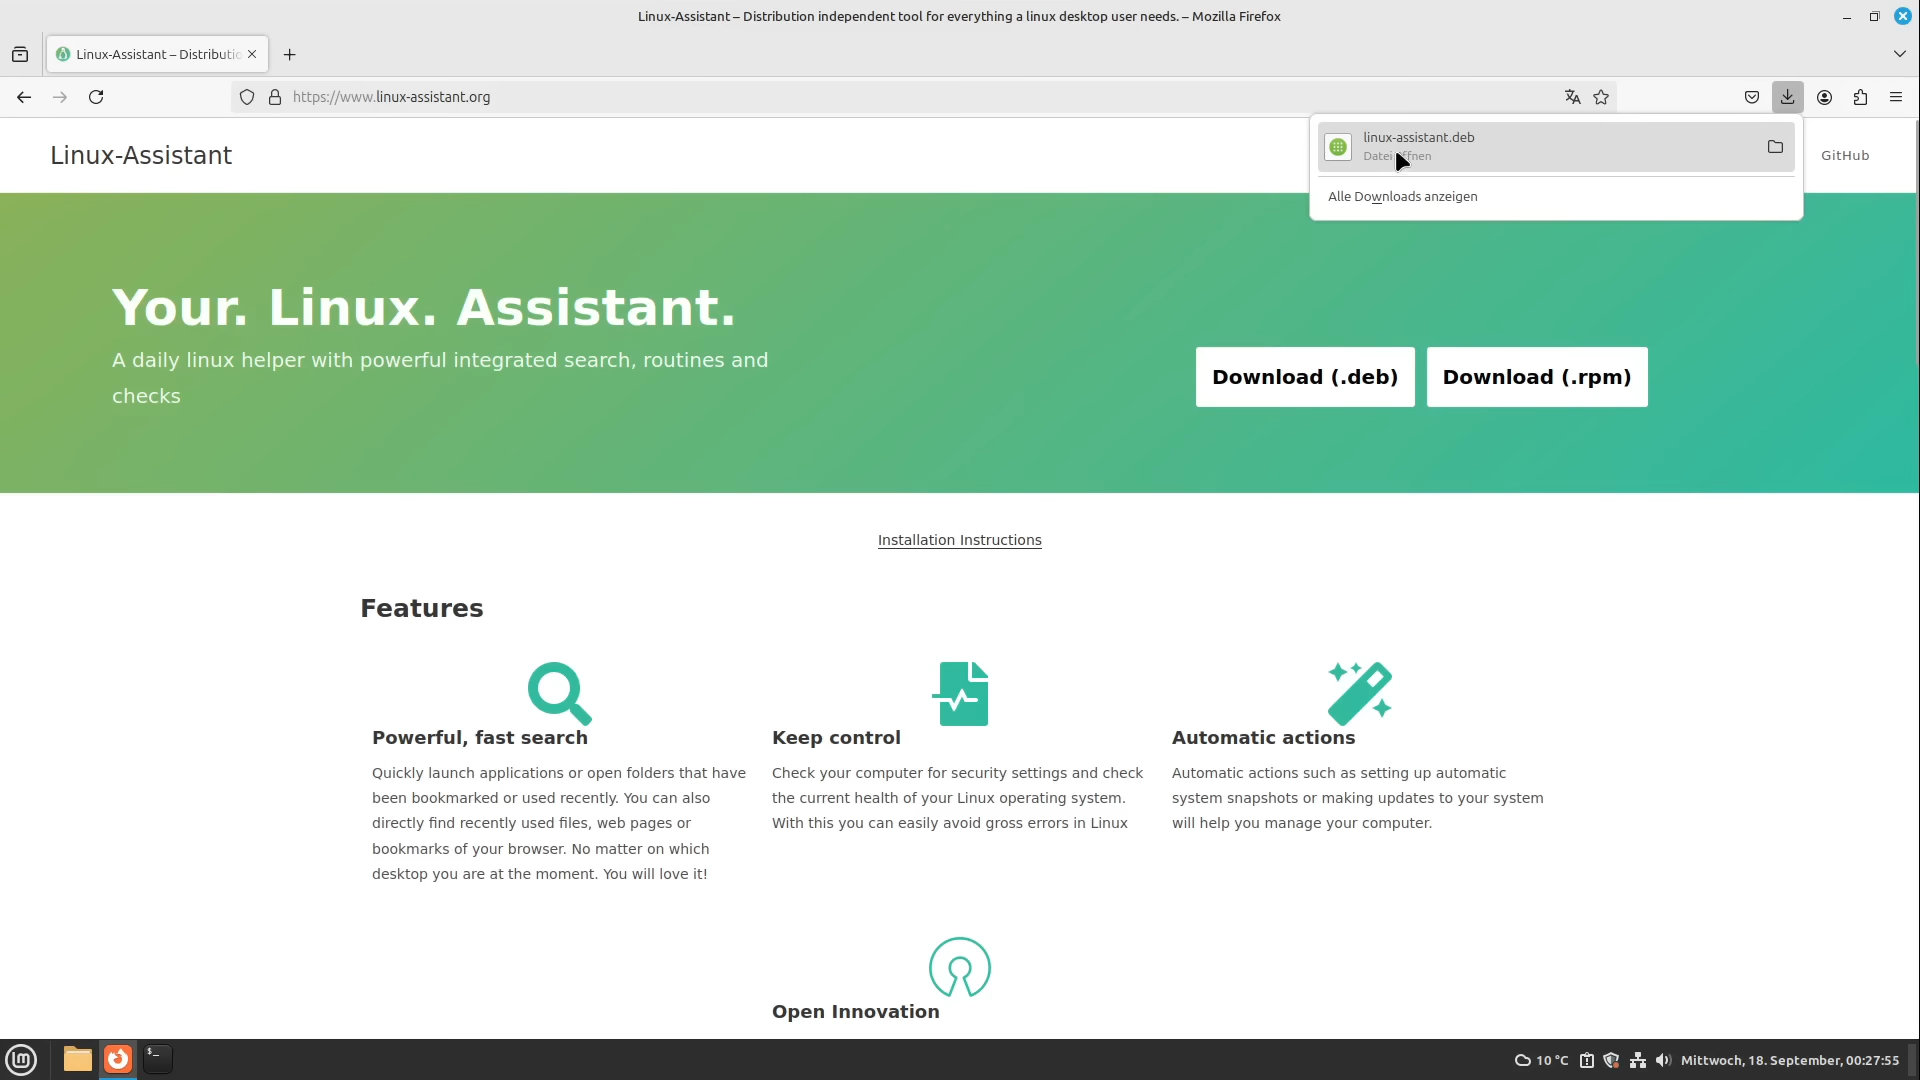 Linux-Assistant – Distribution independent tool for everything a linux desktop user needs. – Mozilla Firefox
Linux-Assistant – Distributio
https://www.linux-assistant.org
linux-assistant.deb
Alle Downloads anzeigen
Linux-Assistant
GitHub
Your. Linux. Assistant.
A daily linux helper with powerful integrated search, routines and
checks
Download (.deb)
Download (.rpm)
Installation Instructions
Features
Powerful, fast search
Quickly launch applications or open folders that have
been bookmarked or used recently. You can also
directly find recently used files, web pages or
bookmarks of your browser. No matter on which
desktop you are at the moment. You will love it!
Keep control
Check your computer for security settings and check
the current health of your Linux operating system.
With this you can easily avoid gross errors in Linux
Automatic actions
Automatic actions such as setting up automatic
system snapshots or making updates to your system
will help you manage your computer.
Open Innovation
10 °C
Mittwoch, 18. September, 00:27:55